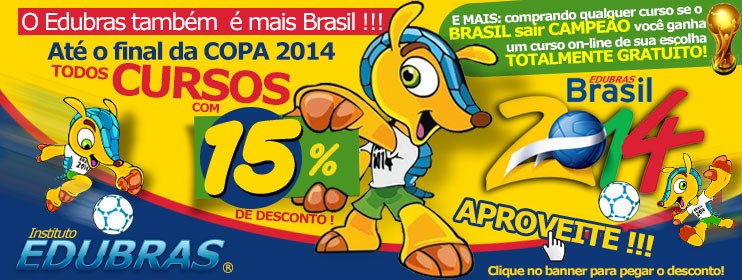 O Edubras também é mais Brasil !!!
Até o final da COPA 2014
TODOS CURSOS
COM
15%
DE DESCONTO !
Instituto
EDUBRAS ®
E MAIS: comprando qualquer curso se o
BRASIL sair CAMPEÃO você ganha
um curso on-line de sua escolha
TOTALMENTE GRATUITO!
EDUBRAS
Brasil
2014
APROVEITE !!!
Clique no banner para pegar o desconto!